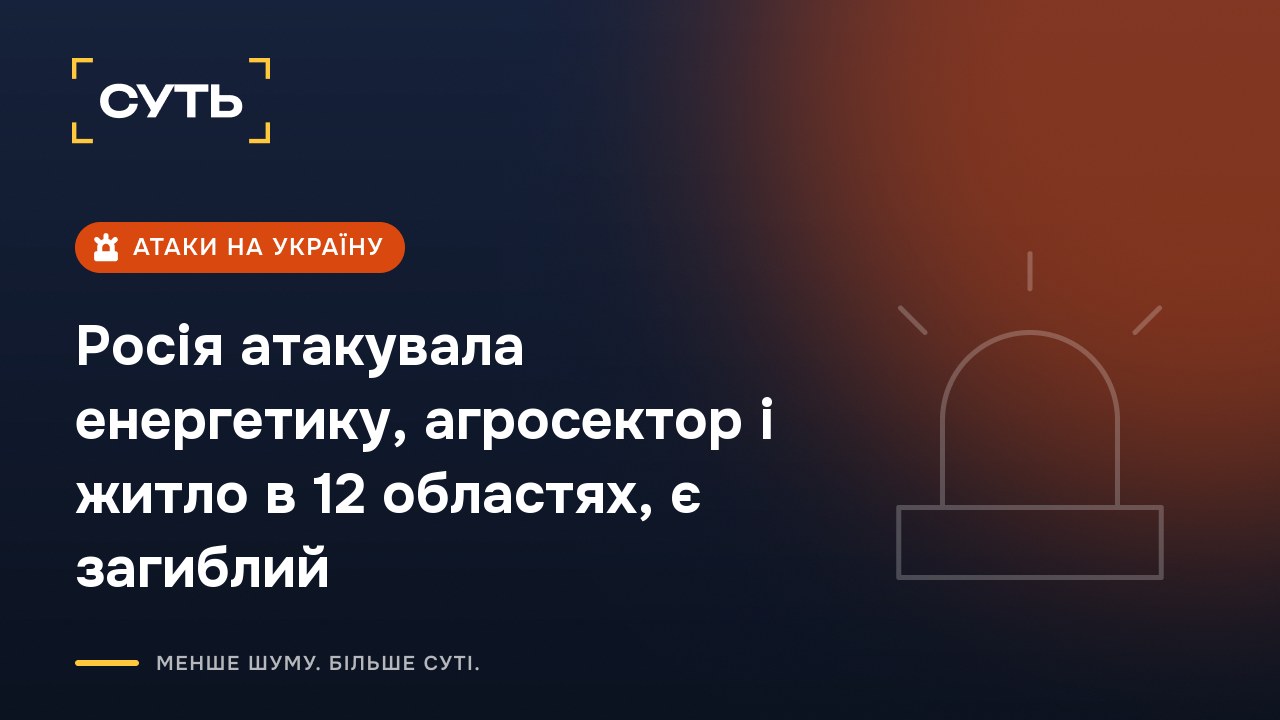 СУТЬ
АТАКИ НА УКРАЇНУ
Росія атакувала
енергетику, агросектор і
житло в 12 областях, є
загиблий
МЕНШЕ ШУМУ. БІЛЬШЕ СУТІ.